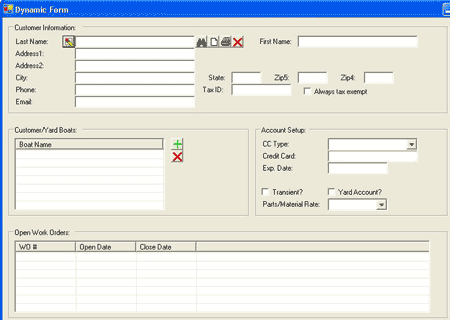 Dynamic Form
Customer Information:
Last Name: First Name:
Address1:
Address2:
City: State: Zip5: Zip4:
Phone: Tax ID: Always tax exempt
Email:
Customer/Yard Boats: Account Setup:
Boat Name CC Type:
Credit Card:
Exp. Date:
Transient? Yard Account?
Parts/Material Rate:
Open Work Orders:
WO # Open Date Close Date